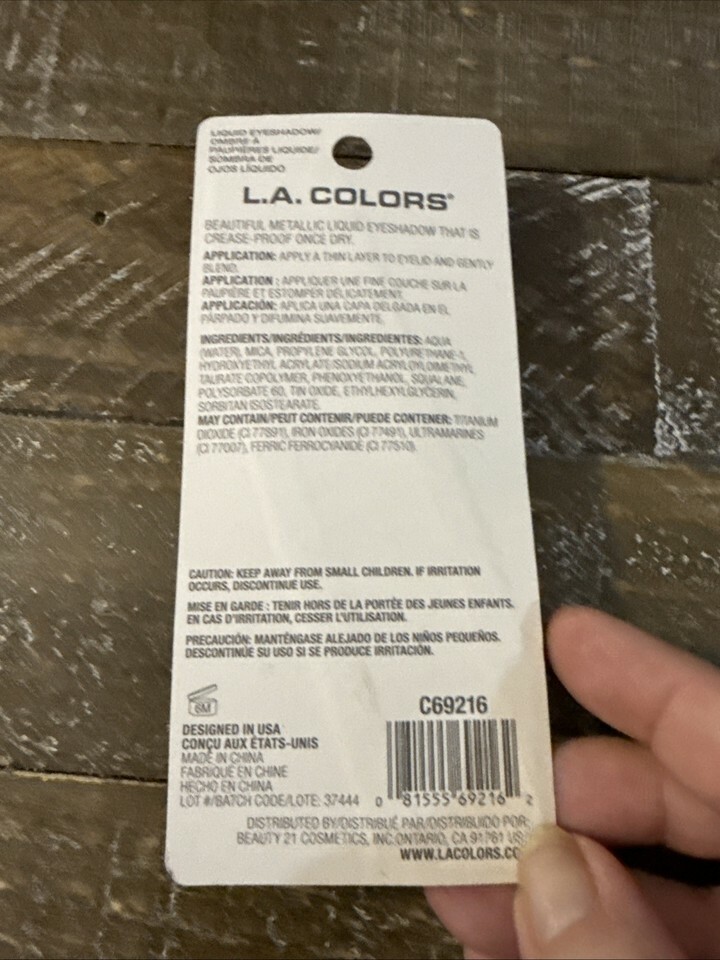 LIQUID EYESHADOW/
OMBRE À
PAUPIÈRES LIQUIDE/
SOMBRA DE
OJOS LÍQUIDO
L.A. COLORS®
BEAUTIFUL METALLIC LIQUID EYESHADOW THAT IS
CREASE-PROOF ONCE DRY.
APPLICATION: APPLY A THIN LAYER TO EYELID AND GENTLY
BLEND.
APPLICATION : APPLIQUER UNE FINE COUCHE SUR LA
PAUPIÈRE ET ESTOMPER DÉLICATEMENT.
APPLICACIÓN: APLICA UNA CAPA DELGADA EN EL
PÁRPADO Y DIFUMINA SUAVEMENTE.
INGREDIENTS/INGRÉDIENTS/INGREDIENTES: AQUA
(WATER), MICA, PROPYLENE GLYCOL, POLYURETHANE-1,
HYDROXYETHYL ACRYLATE/SODIUM ACRYLOYLDIMETHYL
TAURATE COPOLYMER, PHENOXYETHANOL, SQUALANE,
POLYSORBATE 60, TIN OXIDE, ETHYLHEXYLGLYCERIN,
SORBITAN ISOSTEARATE.
MAY CONTAIN/PEUT CONTENIR/PUEDE CONTENER: TITANIUM
DIOXIDE (CI 77891), IRON OXIDES (CI 77491), ULTRAMARINES
(CI 77007), FERRIC FERROCYANIDE (CI 77510).
CAUTION: KEEP AWAY FROM SMALL CHILDREN. IF IRRITATION
OCCURS, DISCONTINUE USE.
MISE EN GARDE : TENIR HORS DE LA PORTÉE DES JEUNES ENFANTS.
EN CAS D'IRRITATION, CESSER L'UTILISATION.
PRECAUCIÓN: MANTÉNGASE ALEJADO DE LOS NIÑOS PEQUEÑOS.
DESCONTINÚE SU USO SI SE PRODUCE IRRITACIÓN.
6M
C69216
DESIGNED IN USA
CONÇU AUX ÉTATS-UNIS
MADE IN CHINA
FABRIQUÉ EN CHINE
HECHO EN CHINA
LOT #/BATCH CODE/LOTE: 37444
0 81555 69216 2
DISTRIBUTED BY/DISTRIBUÉ PAR/DISTRIBUIDO POR:
BEAUTY 21 COSMETICS, INC.ONTARIO, CA 91761 US
WWW.LACOLORS.CO